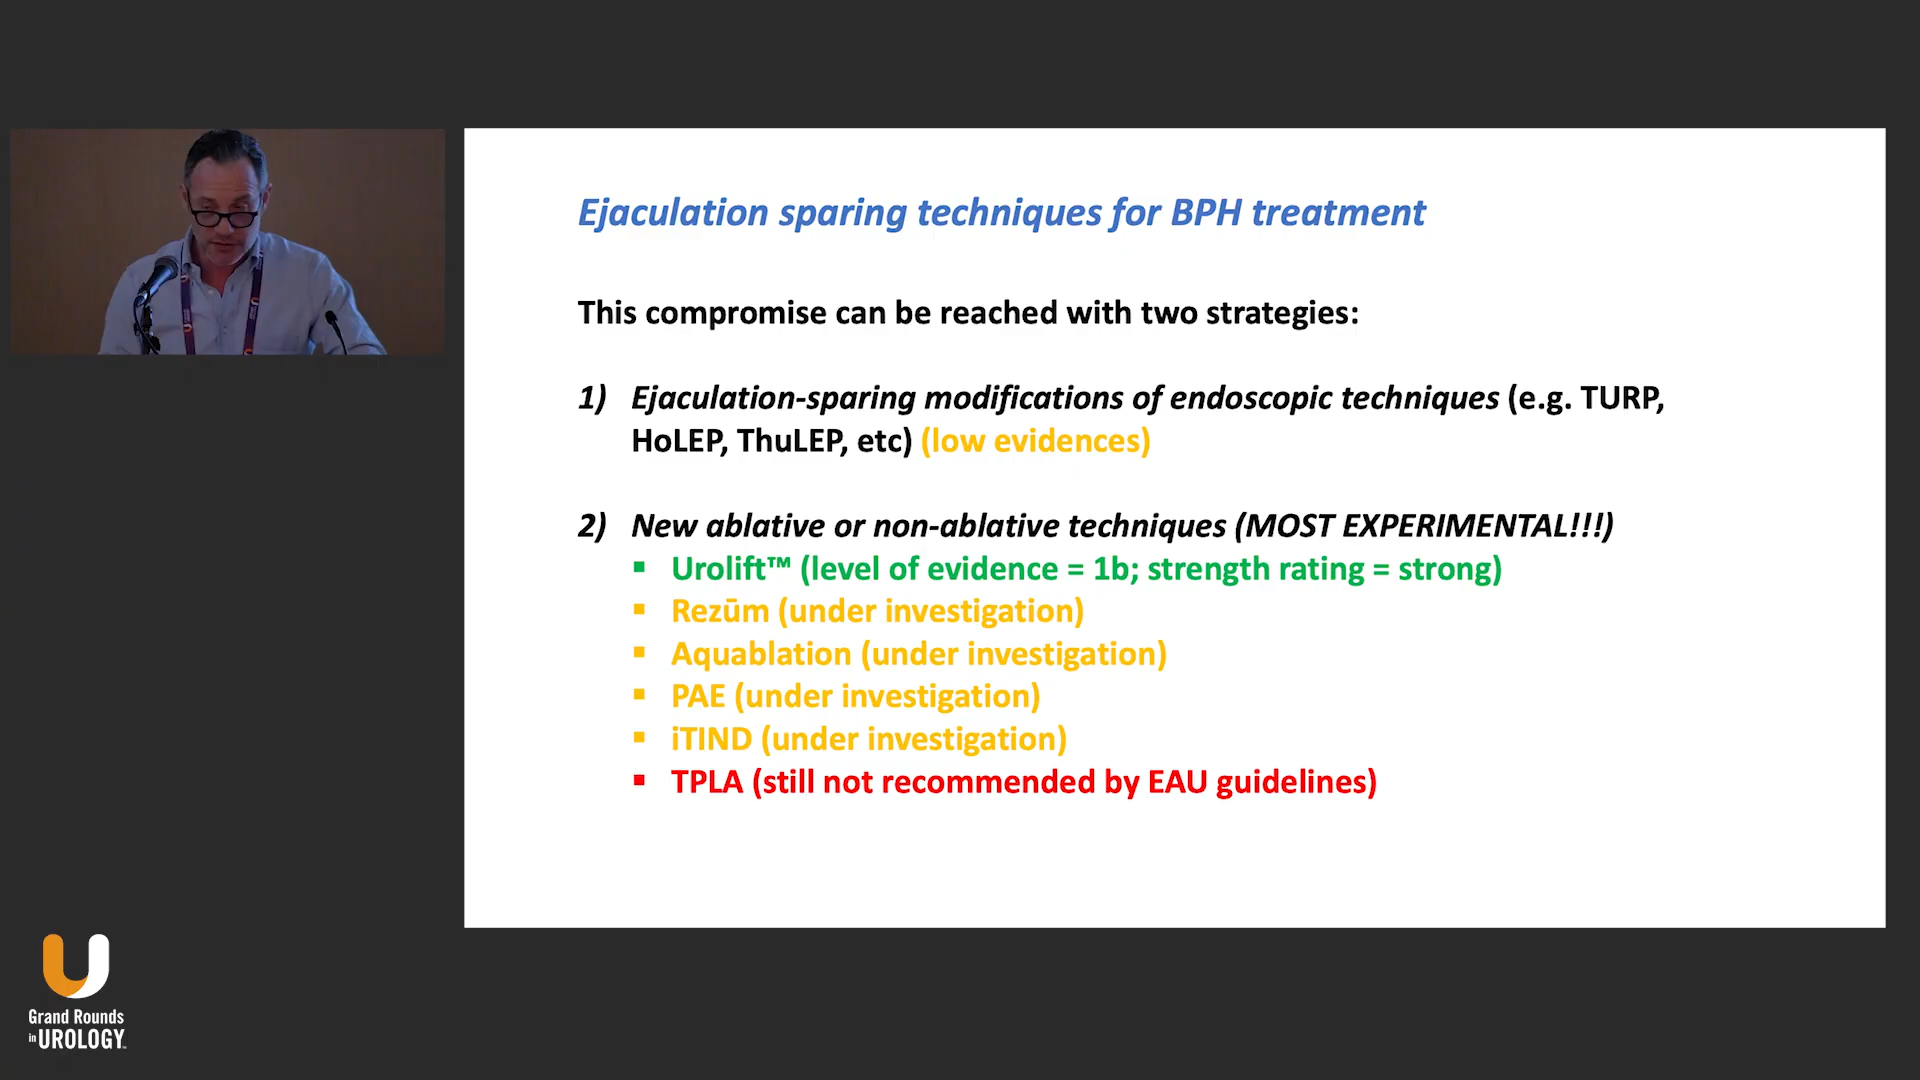 Ejaculation sparing techniques for BPH treatment
This compromise can be reached with two strategies:
1) Ejaculation-sparing modifications of endoscopic techniques (e.g. TURP,
HoLEP, ThuLEP, etc) (low evidences)
2) New ablative or non-ablative techniques (MOST EXPERIMENTAL!!!)
▪ Urolift™ (level of evidence = 1b; strength rating = strong)
▪ Rezūm (under investigation)
▪ Aquablation (under investigation)
▪ PAE (under investigation)
▪ iTIND (under investigation)
▪ TPLA (still not recommended by EAU guidelines)
Grand Rounds
in UROLOGY™